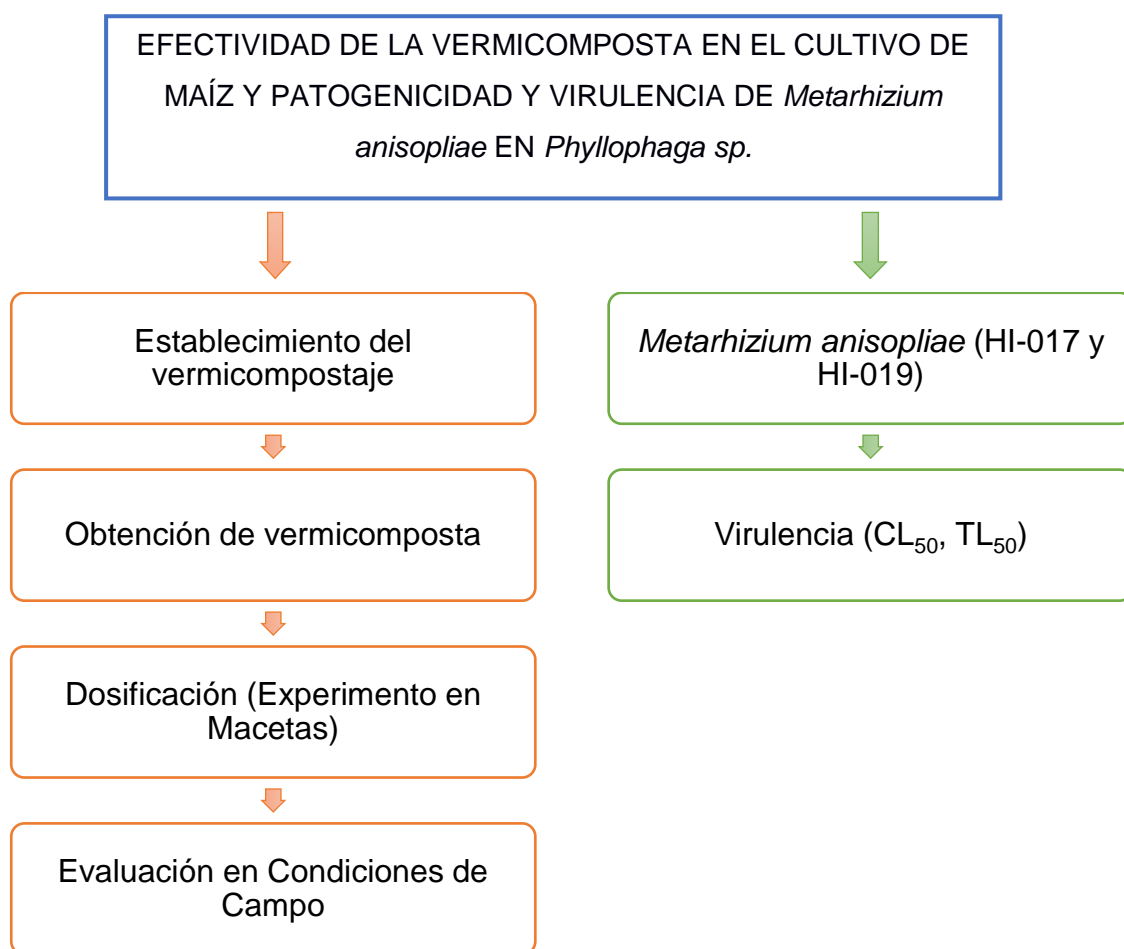 EFECTIVIDAD DE LA VERMICOMPOSTA EN EL CULTIVO DE
MAÍZ Y PATOGENICIDAD Y VIRULENCIA DE Metarhizium
anisopliae EN Phyllophaga sp.
Establecimiento del
vermicompostaje
Obtención de vermicomposta
Dosificación (Experimento en
Macetas)
Evaluación en Condiciones de
Campo
Metarhizium anisopliae (HI-017 y
HI-019)
Virulencia (CL₅₀, TL₅₀)